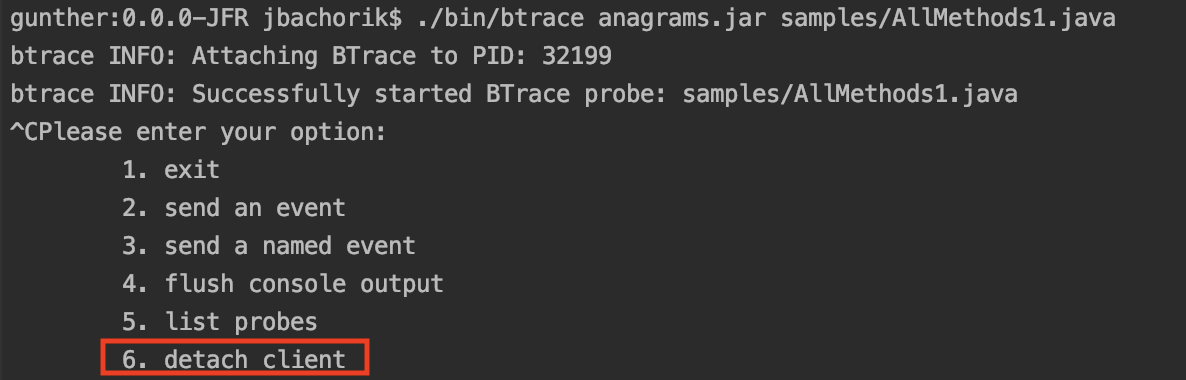 gunther:0.0.0-JFR jbachorik$ ./bin/btrace anagrams.jar samples/AllMethods1.java
btrace INFO: Attaching BTrace to PID: 32199
btrace INFO: Successfully started BTrace probe: samples/AllMethods1.java
^CPlease enter your option:
1. exit
2. send an event
3. send a named event
4. flush console output
5. list probes
6. detach client